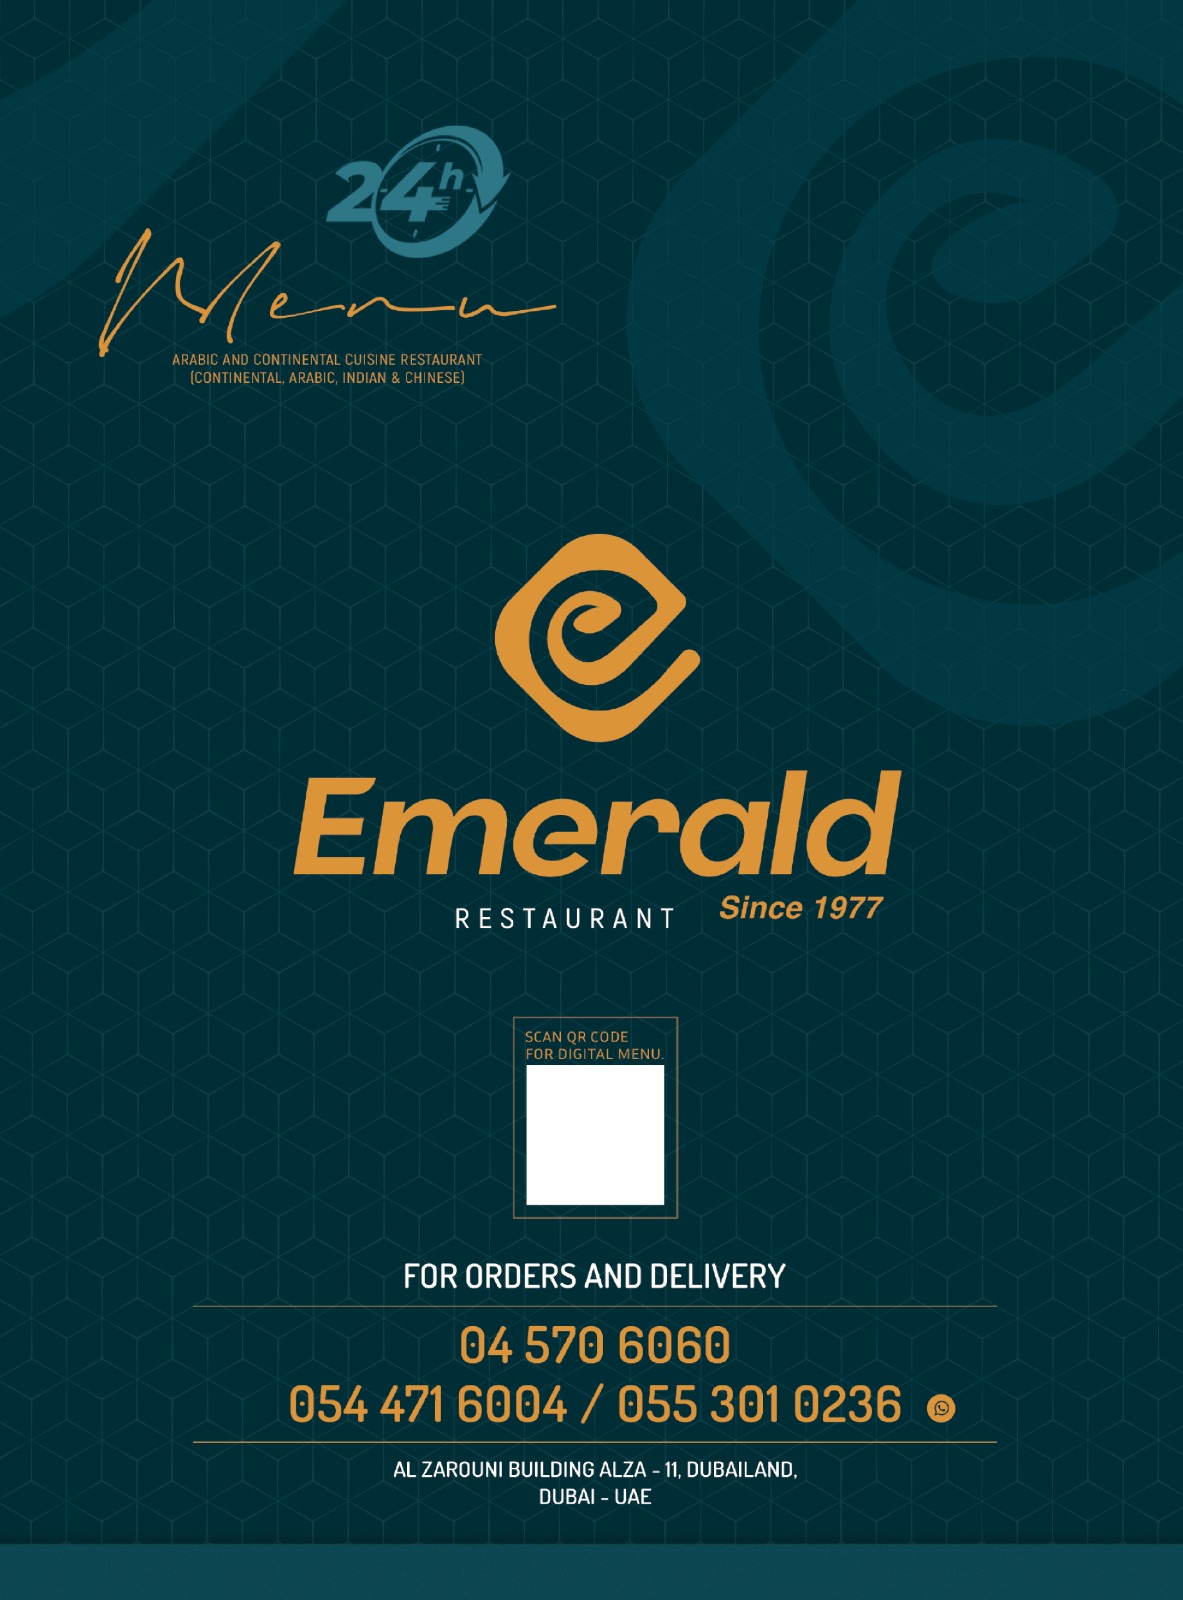 24h
Menu
ARABIC AND CONTINENTAL CUISINE RESTAURANT
(CONTINENTAL, ARABIC, INDIAN & CHINESE)
Emerald
RESTAURANT
Since 1977
SCAN QR CODE
FOR DIGITAL MENU.
FOR ORDERS AND DELIVERY
04 570 6060
054 471 6004 / 055 301 0236
AL ZAROUNI BUILDING ALZA - 11, DUBAILAND,
DUBAI - UAE